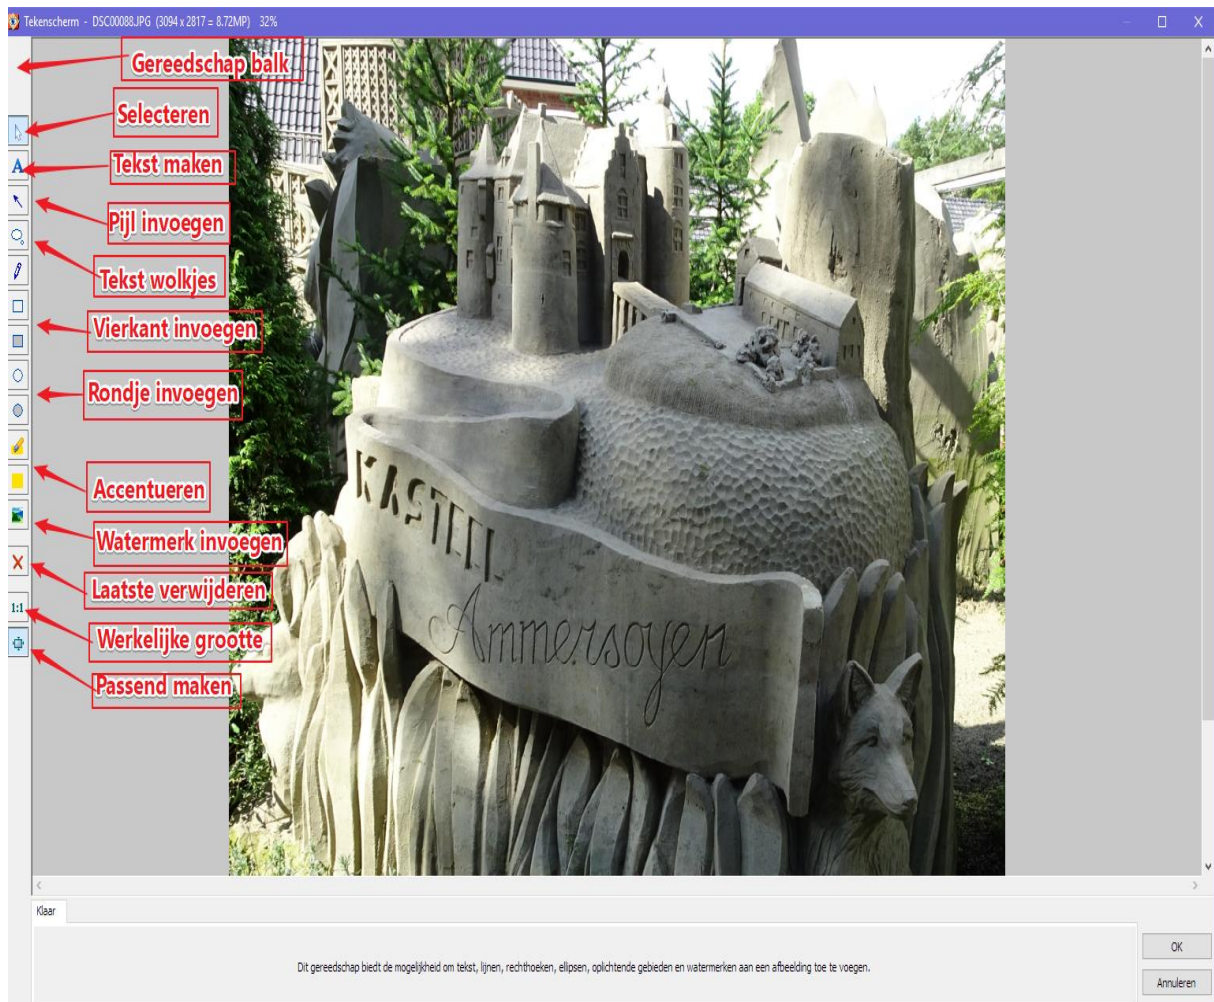 Tekenscherm - DSC00088.JPG (3094 x 2817 = 8.72MP) 32%
Gereedschap balk
Selecteren
A
Tekst maken
Pijl invoegen
Tekst wolkjes
Vierkant invoegen
Rondje invoegen
Accentueren
Watermerk invoegen
Laatste verwijderen
1:1
Werkelijke grootte
Passend maken
KASTEEL
Ammersoyen
Klaar
Dit gereedschap biedt de mogelijkheid om tekst, lijnen, rechthoeken, ellipsen, oplichtende gebieden en watermerken aan een afbeelding toe te voegen.
OK
Annuleren